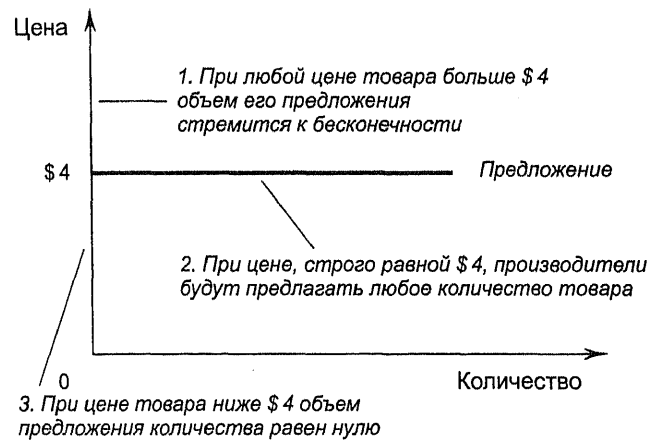 Цена
1. При любой цене товара больше $ 4
объем его предложения
стремится к бесконечности
$ 4
Предложение
2. При цене, строго равной $ 4, производители
будут предлагать любое количество товара
0
Количество
3. При цене товара ниже $ 4 объем
предложения количества равен нулю